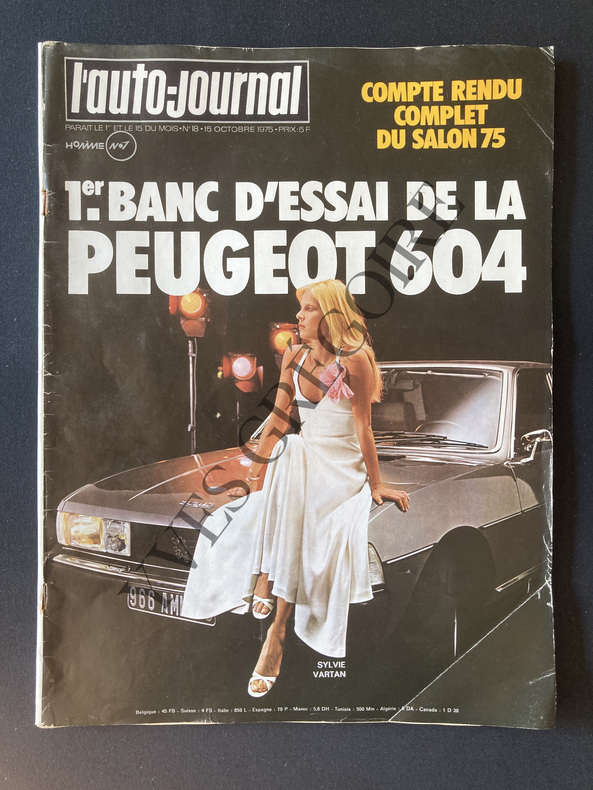 l'auto-journal
PARAIT LE 1er ET LE 15 DU MOIS • N° 18 • 15 OCTOBRE 1975 • PRIX: 5 F
HOMME N°7
COMPTE RENDU
COMPLET
DU SALON 75
1er BANC D'ESSAI DE LA
PEUGEOT 604
YVES GRÉGOIRE
966 AM
SYLVIE
VARTAN
Belgique : 45 FB - Suisse : 4 FS - Italie : 850 L - Espagne : 70 P - Maroc : 5,8 DH - Tunisie : 500 Mm - Algérie : 5 DA - Canada : 1 D 35